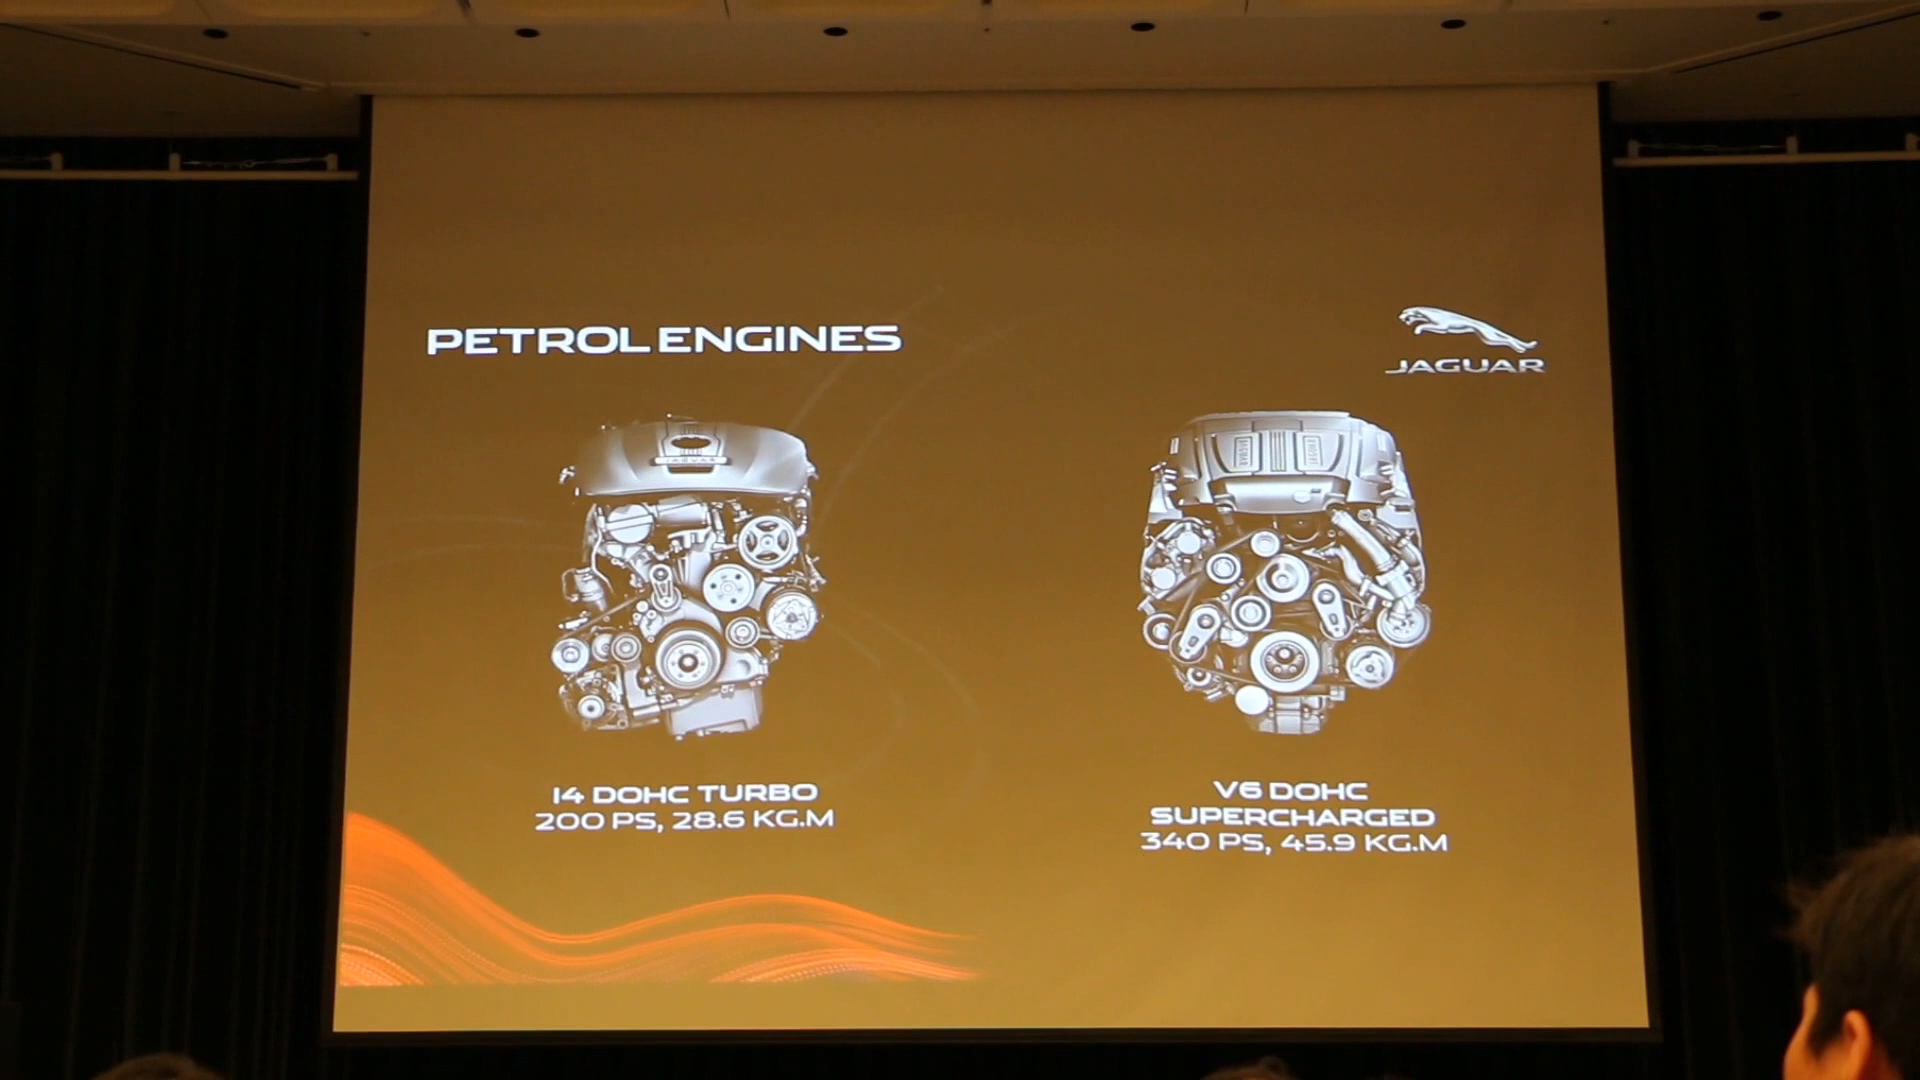 PETROL ENGINES
JAGUAR
JAGUAR
I4 DOHC TURBO
200 PS, 28.6 KG.M
V6 DOHC
SUPERCHARGED
340 PS, 45.9 KG.M